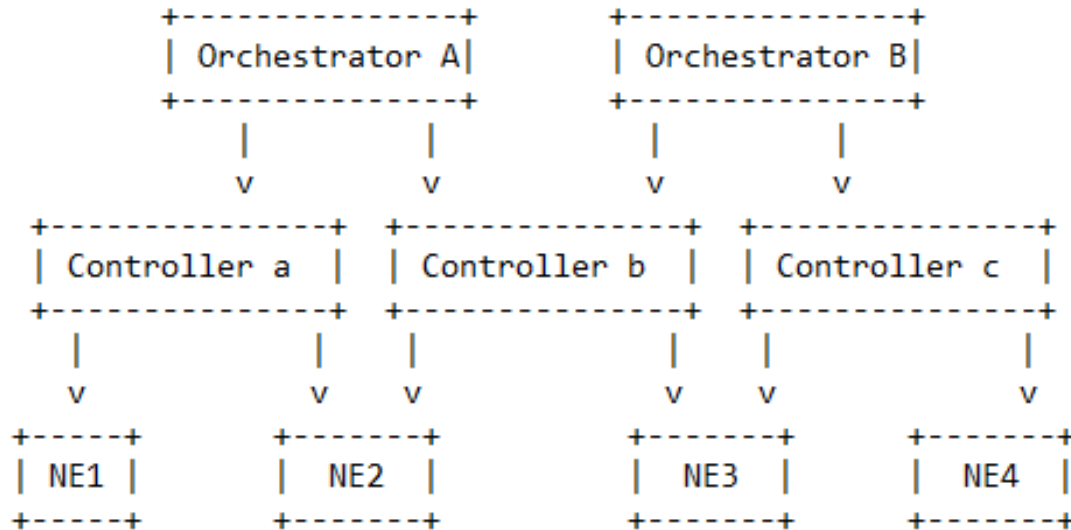 Orchestrator A Orchestrator B
Controller a Controller b Controller c
NE1 NE2 NE3 NE4